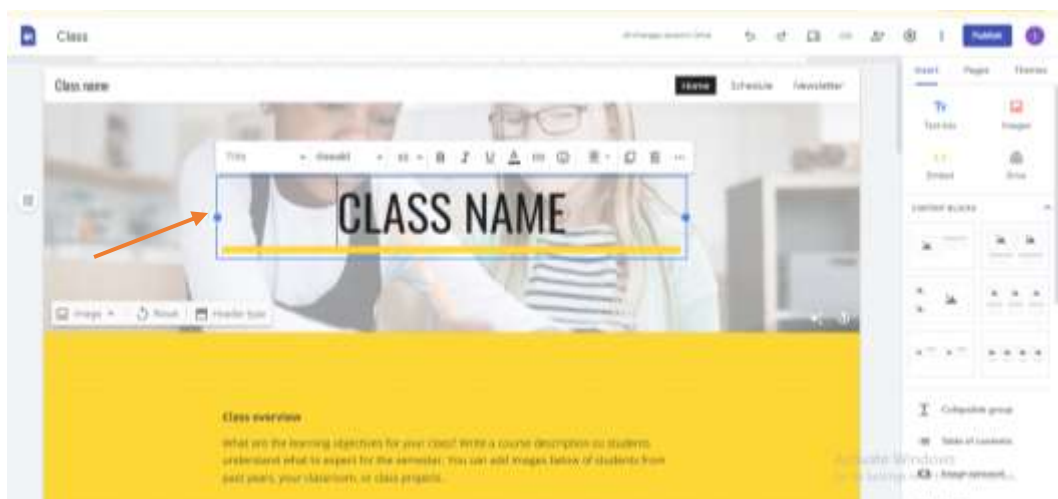 Class
Publish
Insert Pages Themes
Class name
Home Schedule Newsletter
Text box Images
Embed Drive
Title Oswald B I U A
CLASS NAME
CONTENT BLOCKS
Image Reset Header type
Class overview
What are the learning objectives for your class? Write a course description so students
understand what to expect for the semester. You can add images below of students from
past years, your classroom, or class projects.
Collapsible group
Table of contents
Image carousel
Activate Windows